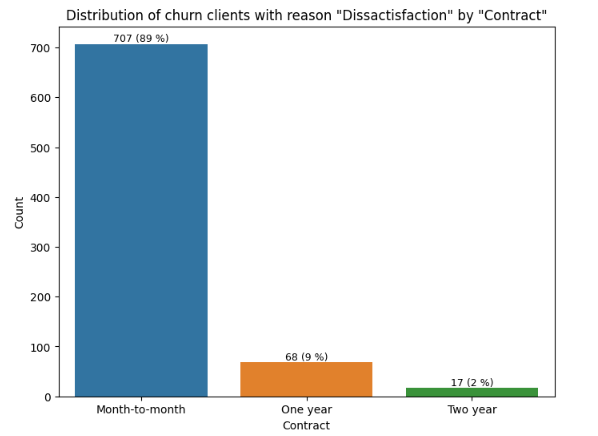 Distribution of churn clients with reason "Dissactisfaction" by "Contract"
707 (89 %)
68 (9 %)
17 (2 %)
700
600
500
400
300
200
100
0
Count
Month-to-month
One year
Two year
Contract